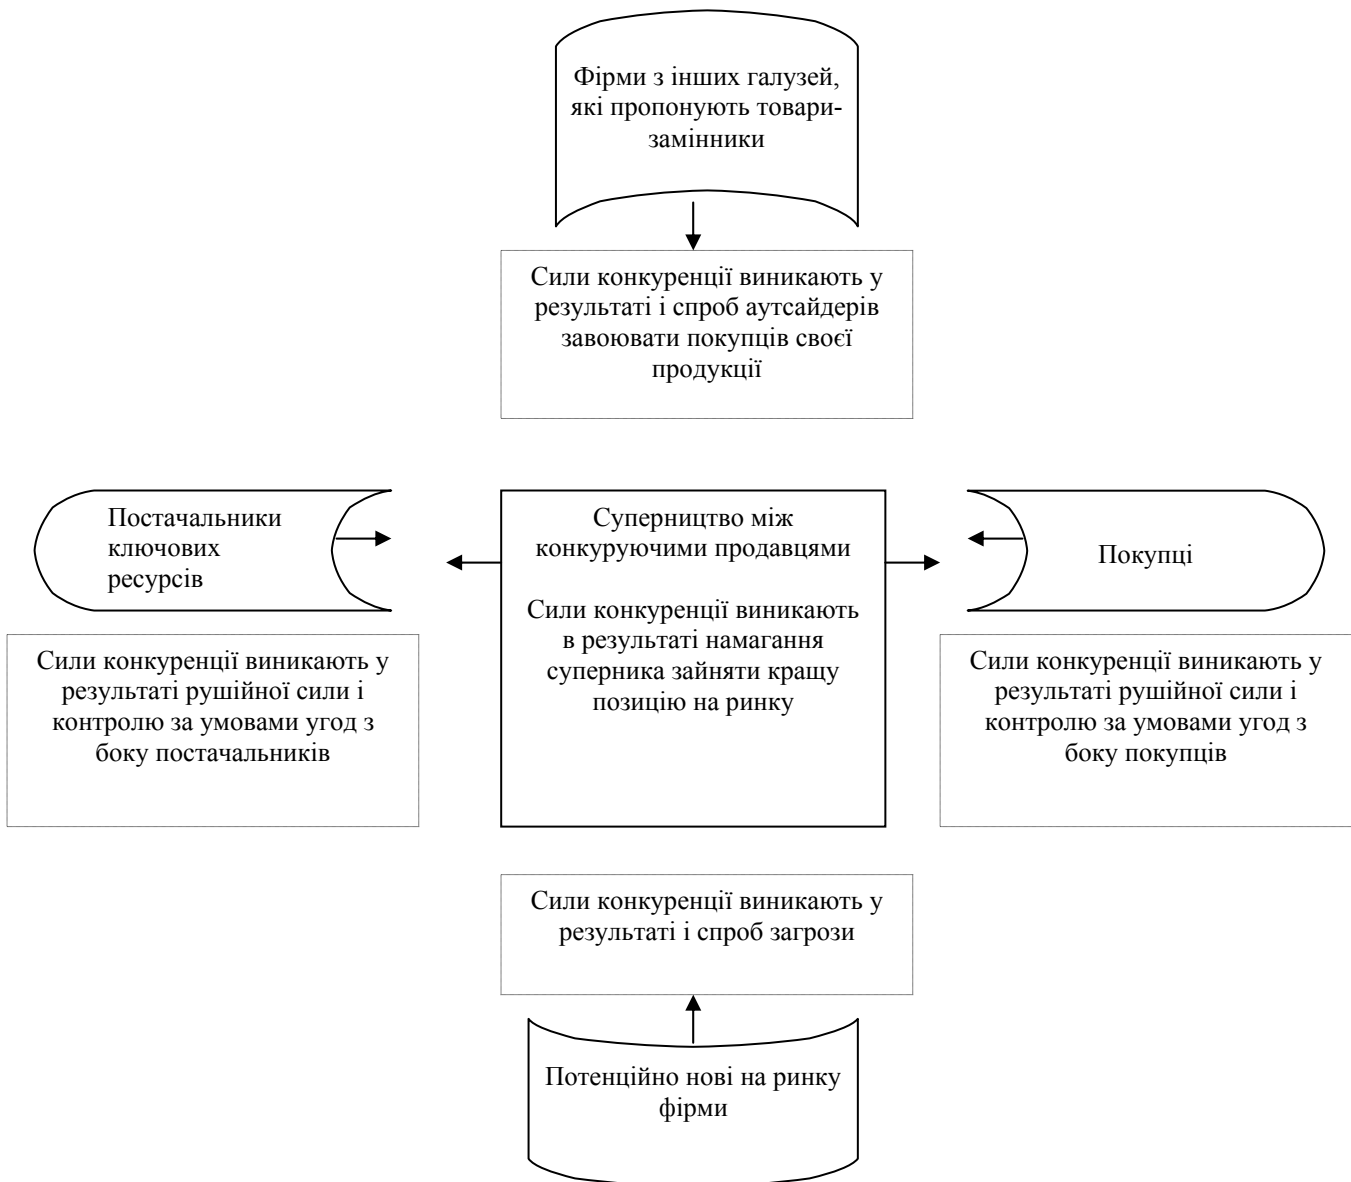 Фірми з інших галузей,
які пропонують товари-
замінники
Сили конкуренції виникають у
результаті і спроб аутсайдерів
завоювати покупців своєї
продукції
Постачальники
ключових
ресурсів
Суперництво між
конкуруючими продавцями
Сили конкуренції виникають
в результаті намагання
суперника зайняти кращу
позицію на ринку
Покупці
Сили конкуренції виникають у
результаті рушійної сили і
контролю за умовами угод з
боку постачальників
Сили конкуренції виникають у
результаті рушійної сили і
контролю за умовами угод з
боку покупців
Сили конкуренції виникають у
результаті і спроб загрози
Потенційно нові на ринку
фірми